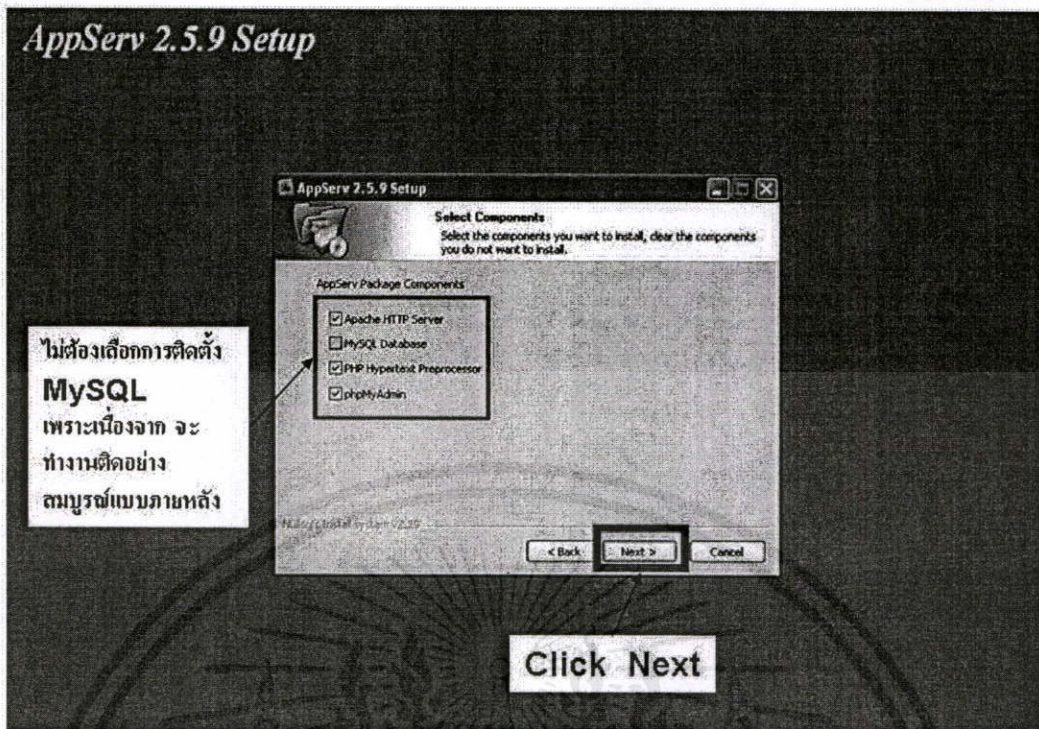 AppServ 2.5.9 Setup
AppServ 2.5.9 Setup
Select Components
Select the components you want to install, clear the components
you do not want to install.
AppServ Package Components
Apache HTTP Server
MySQL Database
PHP Hypertext Preprocessor
phpMyAdmin
ไม่ต้องเลือกการติดตั้ง
MySQL
เพราะเนื่องจาก จะ
ทำงานติดอย่าง
สมบูรณ์แบบภายหลัง
Nullsoft Install System v2.29
< Back
Next >
Cancel
Click Next